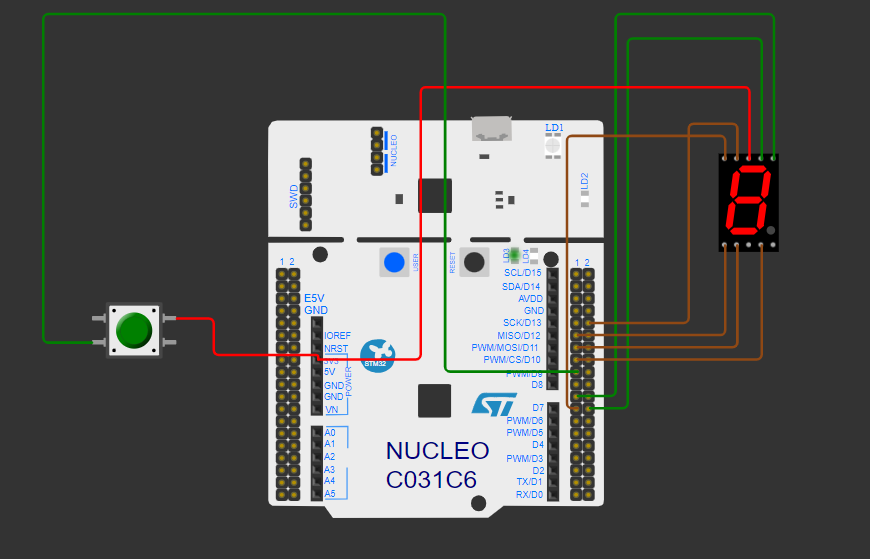 LD1
NUCLEO
LD2
SWD
USER
RESET
LD3
LD4
1 2
1 2
SCL/D15
SDA/D14
AVDD
GND
SCK/D13
MISO/D12
PWM/MOSI/D11
PWM/CS/D10
PWM/D9
D8
E5V
GND
IOREF
NRST
3V3
5V
GND
GND
VN
POWER
STM32
D7
PWM/D6
PWM/D5
D4
PWM/D3
D2
TX/D1
RX/D0
A0
A1
A2
A3
A4
A5
NUCLEO
C031C6